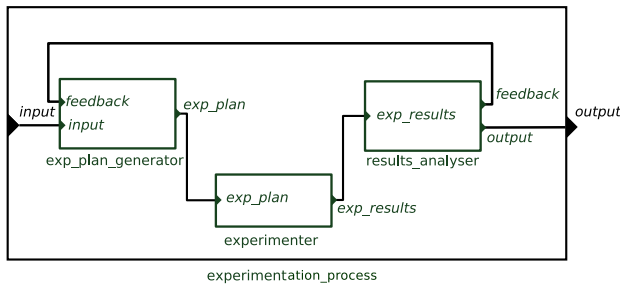 feedback
exp_plan
feedback
input
input
exp_results
output
output
exp_plan_generator
results_analyser
exp_plan
exp_results
experimenter
experimentation_process